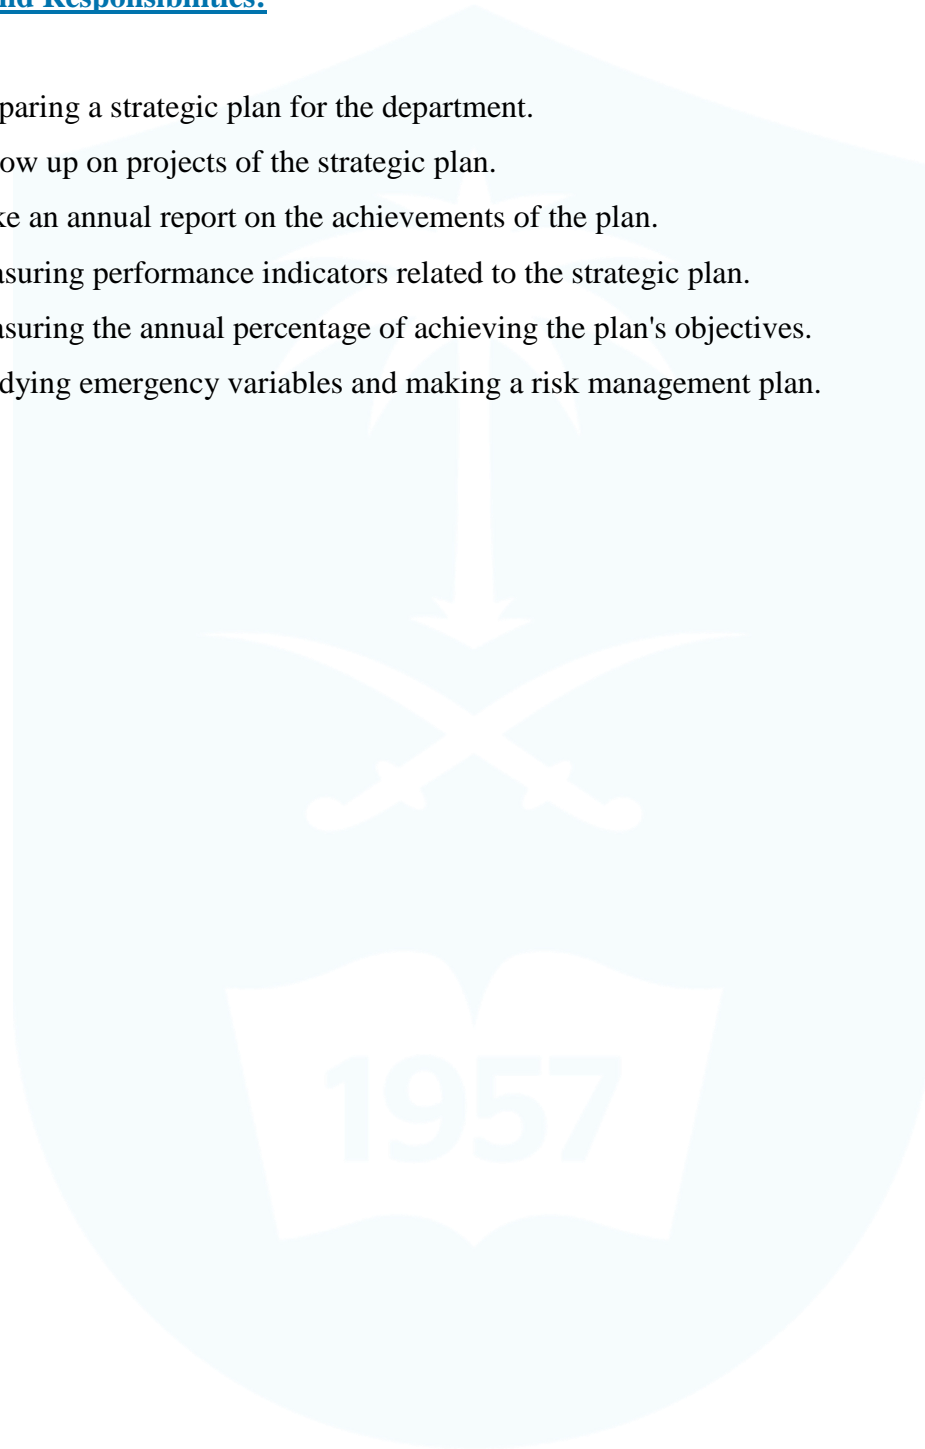 nd Responsibilities:
paring a strategic plan for the department.
ow up on projects of the strategic plan.
ke an annual report on the achievements of the plan.
asuring performance indicators related to the strategic plan.
asuring the annual percentage of achieving the plan's objectives.
dying emergency variables and making a risk management plan.
1957